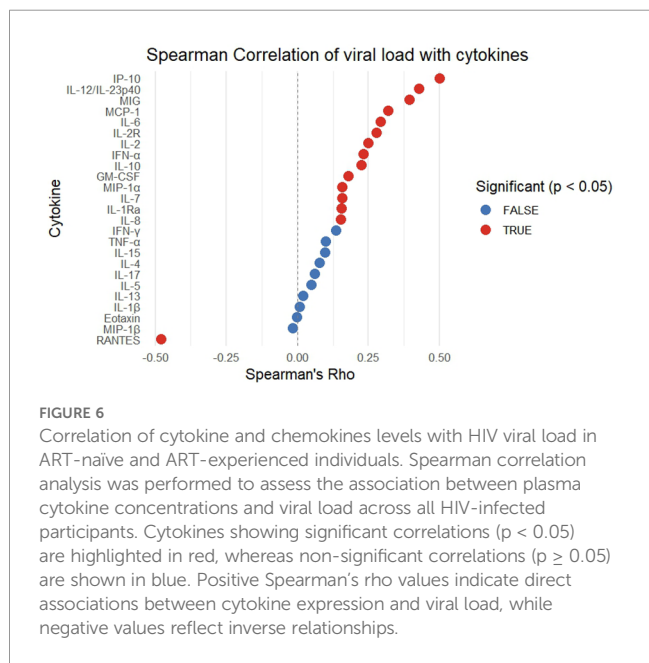 Spearman Correlation of viral load with cytokines
Cytokine
IP-10
IL-12/IL-23p40
MIG
MCP-1
IL-6
IL-2R
IL-2
IFN-α
IL-10
GM-CSF
MIP-1α
IL-7
IL-1Ra
IL-8
IFN-γ
TNF-α
IL-15
IL-4
IL-17
IL-5
IL-13
IL-1β
Eotaxin
MIP-1β
RANTES
-0.50 -0.25 0.00 0.25 0.50
Spearman's Rho
Significant (p < 0.05)
FALSE
TRUE
FIGURE 6
Correlation of cytokine and chemokines levels with HIV viral load in
ART-naïve and ART-experienced individuals. Spearman correlation
analysis was performed to assess the association between plasma
cytokine concentrations and viral load across all HIV-infected
participants. Cytokines showing significant correlations (p < 0.05)
are highlighted in red, whereas non-significant correlations (p ≥ 0.05)
are shown in blue. Positive Spearman's rho values indicate direct
associations between cytokine expression and viral load, while
negative values reflect inverse relationships.